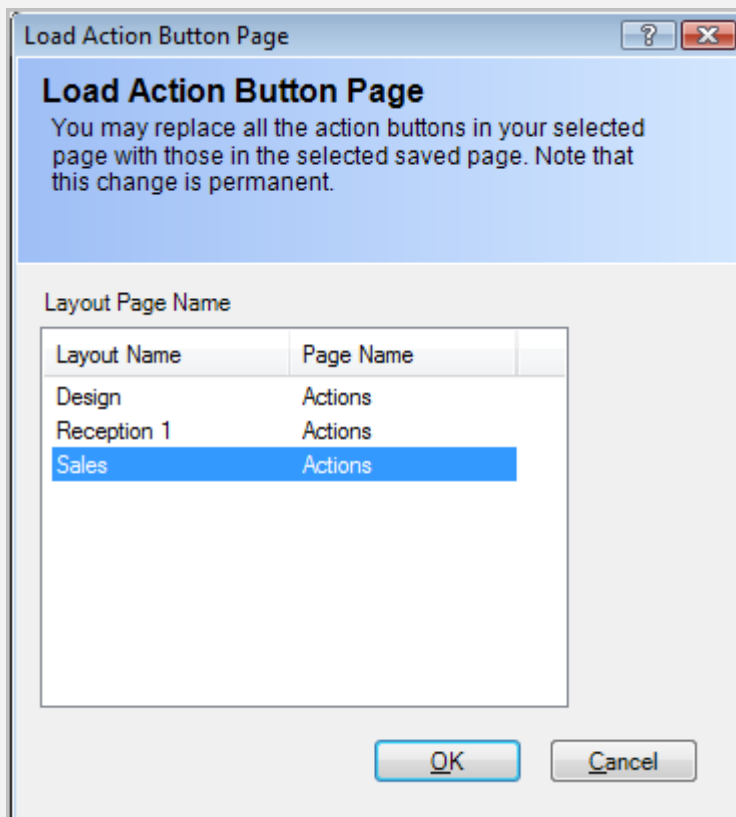 Load Action Button Page
Load Action Button Page
You may replace all the action buttons in your selected
page with those in the selected saved page. Note that
this change is permanent.
Layout Page Name
Layout Name Page Name
Design Actions
Reception 1 Actions
Sales Actions
OK Cancel